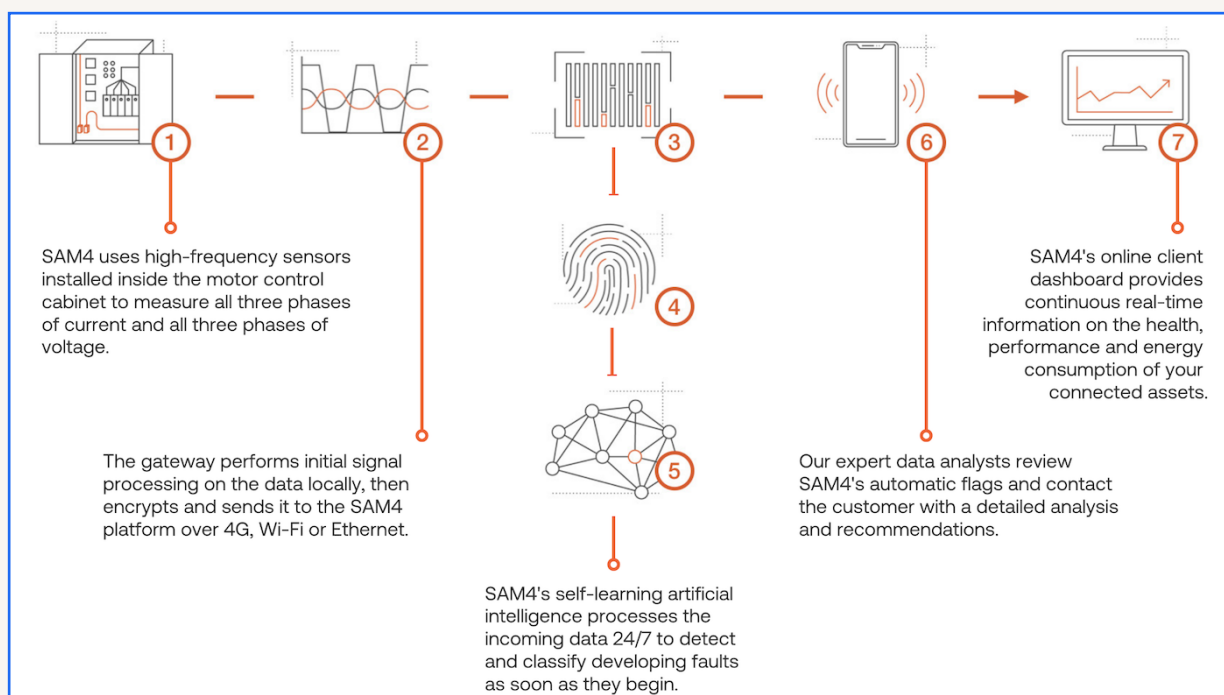 1
2
3
6
7
SAM4 uses high-frequency sensors
installed inside the motor control
cabinet to measure all three phases
of current and all three phases of
voltage.
4
SAM4's online client
dashboard provides
continuous real-time
information on the health,
performance and energy
consumption of your
connected assets.
The gateway performs initial signal
processing on the data locally, then
encrypts and sends it to the SAM4
platform over 4G, Wi-Fi or Ethernet.
5
Our expert data analysts review
SAM4's automatic flags and contact
the customer with a detailed analysis
and recommendations.
SAM4's self-learning artificial
intelligence processes the
incoming data 24/7 to detect
and classify developing faults
as soon as they begin.